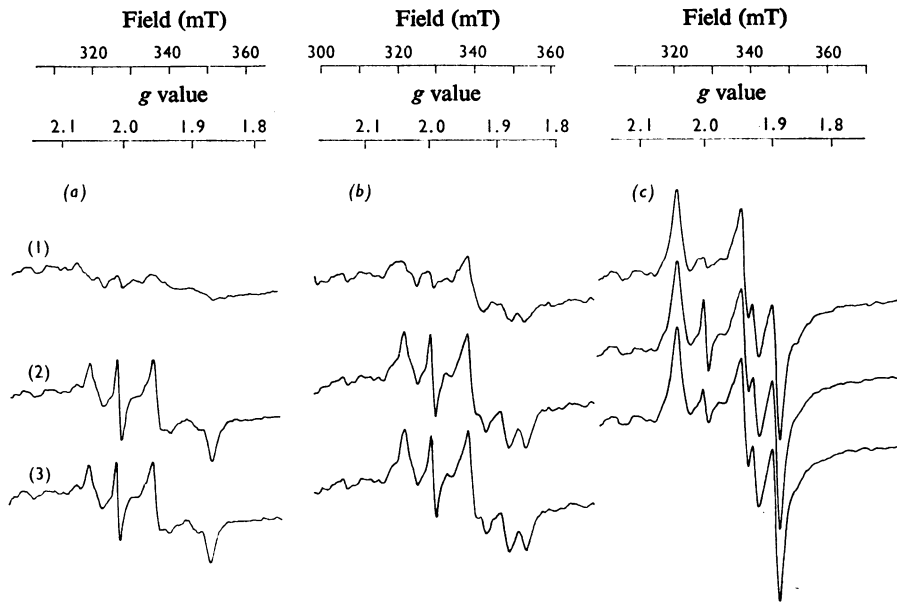 Field (mT)
320 340 360
g value
2.1 2.0 1.9 1.8
Field (mT)
300 320 340 360
g value
2.1 2.0 1.9 1.8
Field (mT)
320 340 360
g value
2.1 2.0 1.9 1.8
(a)
(b)
(c)
(1)
(2)
(3)